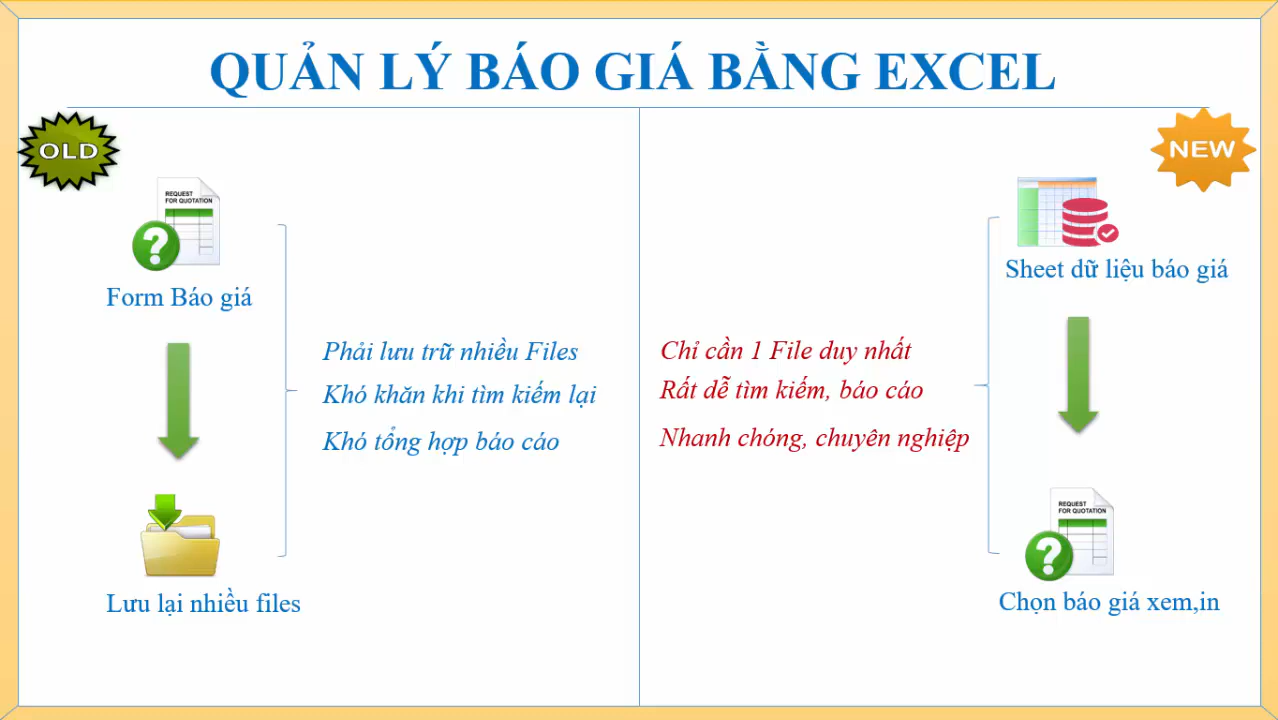 QUẢN LÝ BÁO GIÁ BẰNG EXCEL
OLD
REQUEST
FOR QUOTATION
?
Form Báo giá
Phải lưu trữ nhiều Files
Khó khăn khi tìm kiếm lại
Khó tổng hợp báo cáo
Lưu lại nhiều files
NEW
Sheet dữ liệu báo giá
Chỉ cần 1 File duy nhất
Rất dễ tìm kiếm, báo cáo
Nhanh chóng, chuyên nghiệp
REQUEST
FOR QUOTATION
?
Chọn báo giá xem,in